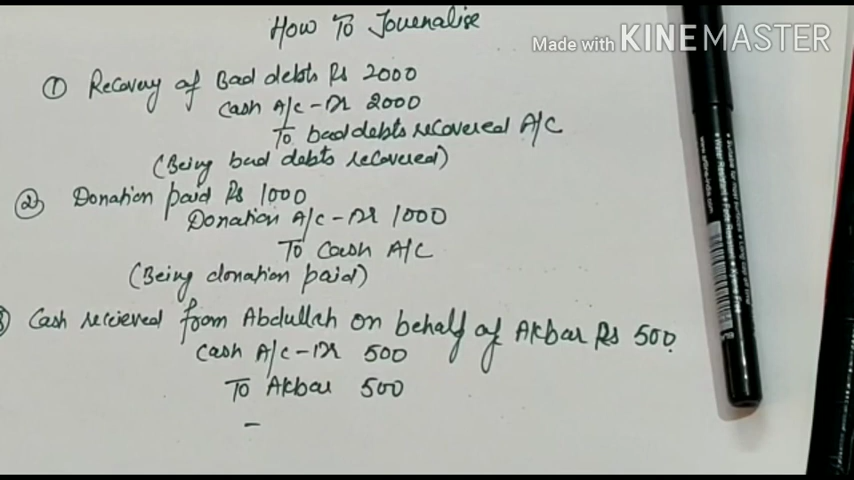 How To Journalise
Made with KINEMASTER
① Recovery of Bad debts Rs 2000
Cash A/c - Dr 2000
To bad debts recovered A/C
(Being bad debts recovered)
② Donation paid Rs 1000
Donation A/c - Dr 1000
To Cash A/C
(Being donation paid)
Cash recieved from Abdullah on behalf of Akbar Rs 500.
Cash A/c - Dr 500
To Akbar 500
-